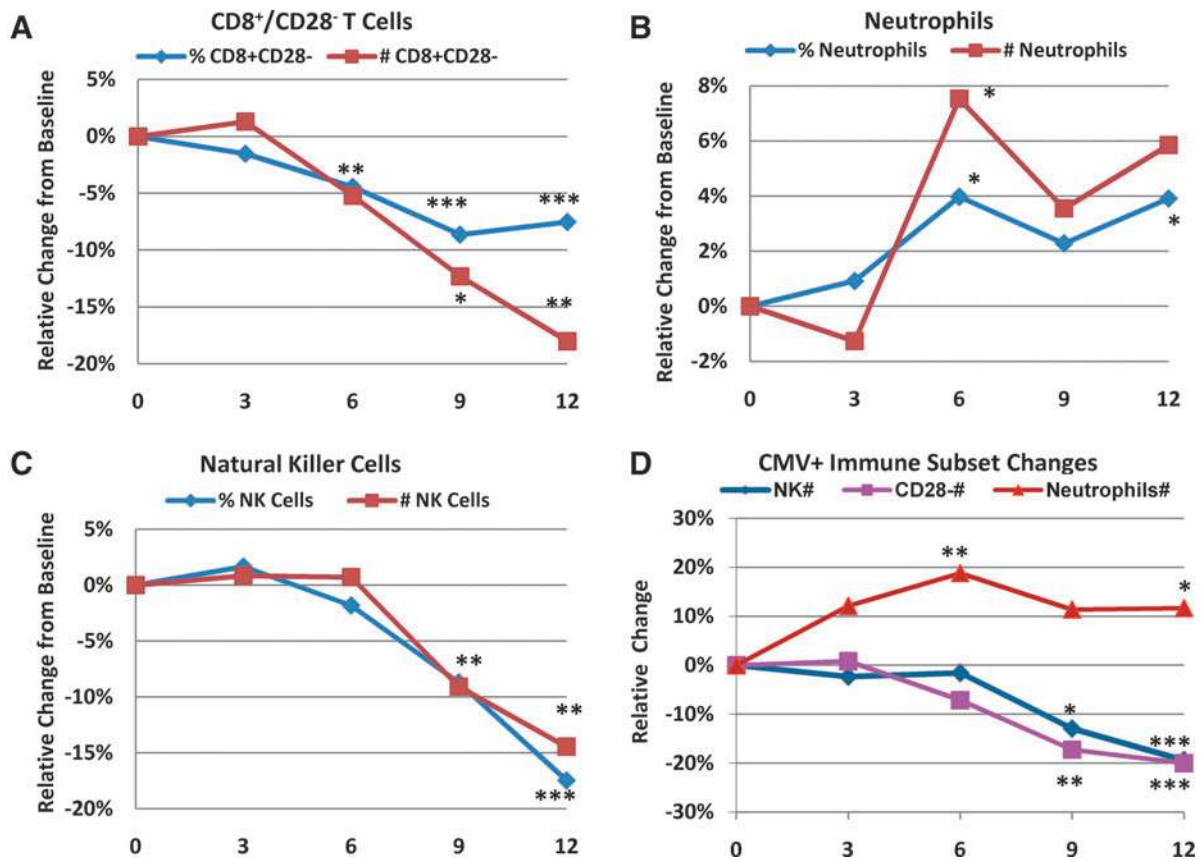 A
CD8⁺/CD28⁻ T Cells
% CD8+CD28- # CD8+CD28-
Relative Change from Baseline
5%
0%
-5%
-10%
-15%
-20%
**
***
***
*
**
0 3 6 9 12
B
Neutrophils
% Neutrophils # Neutrophils
Relative Change from Baseline
8%
6%
4%
2%
0%
-2%
*
*
*
0 3 6 9 12
C
Natural Killer Cells
% NK Cells # NK Cells
Relative Change from Baseline
5%
0%
-5%
-10%
-15%
-20%
**
**
***
0 3 6 9 12
D
CMV+ Immune Subset Changes
NK# CD28-# Neutrophils#
Relative Change
30%
20%
10%
0%
-10%
-20%
-30%
**
*
*
***
**
***
0 3 6 9 12